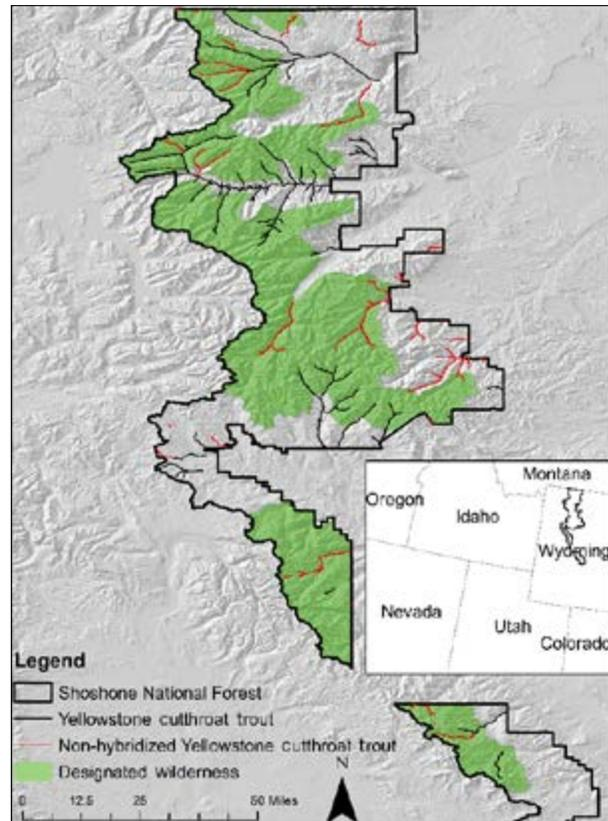 Montana
Orogon
Idaho
Wyoming
Nevada
Utah
Colorado
Legend
Shoshone National Forest
Yellowstone cutthroat trout
Non-hybridized Yellowstone cutthroat trout
Designated wilderness
N
0 12.5 25 50 Miles